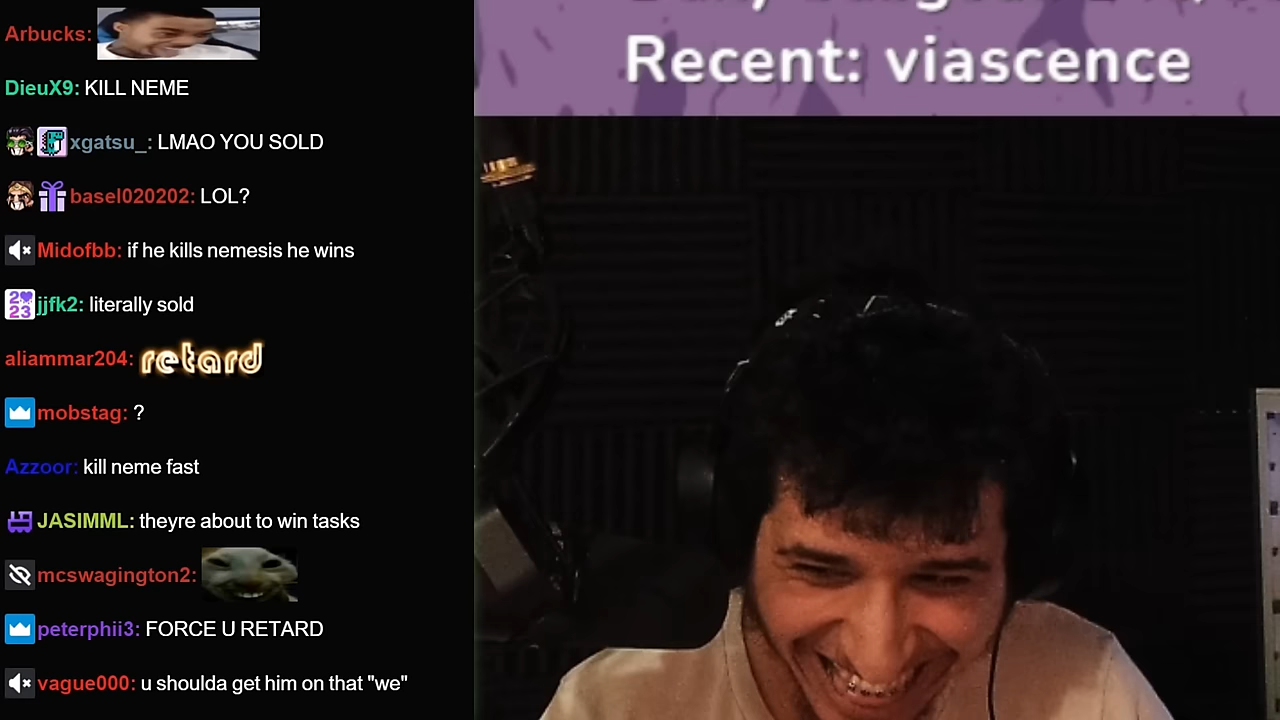 Recent: viascence
Arbucks:
DieuX9: KILL NEME
xgatsu_: LMAO YOU SOLD
basel020202: LOL?
Midofbb: if he kills nemesis he wins
2023 jjfk2: literally sold
aliammar204: retard
mobstag: ?
Azzoor: kill neme fast
JASIMML: theyre about to win tasks
mcswagington2:
peterphii3: FORCE U RETARD
vague000: u shoulda get him on that "we"